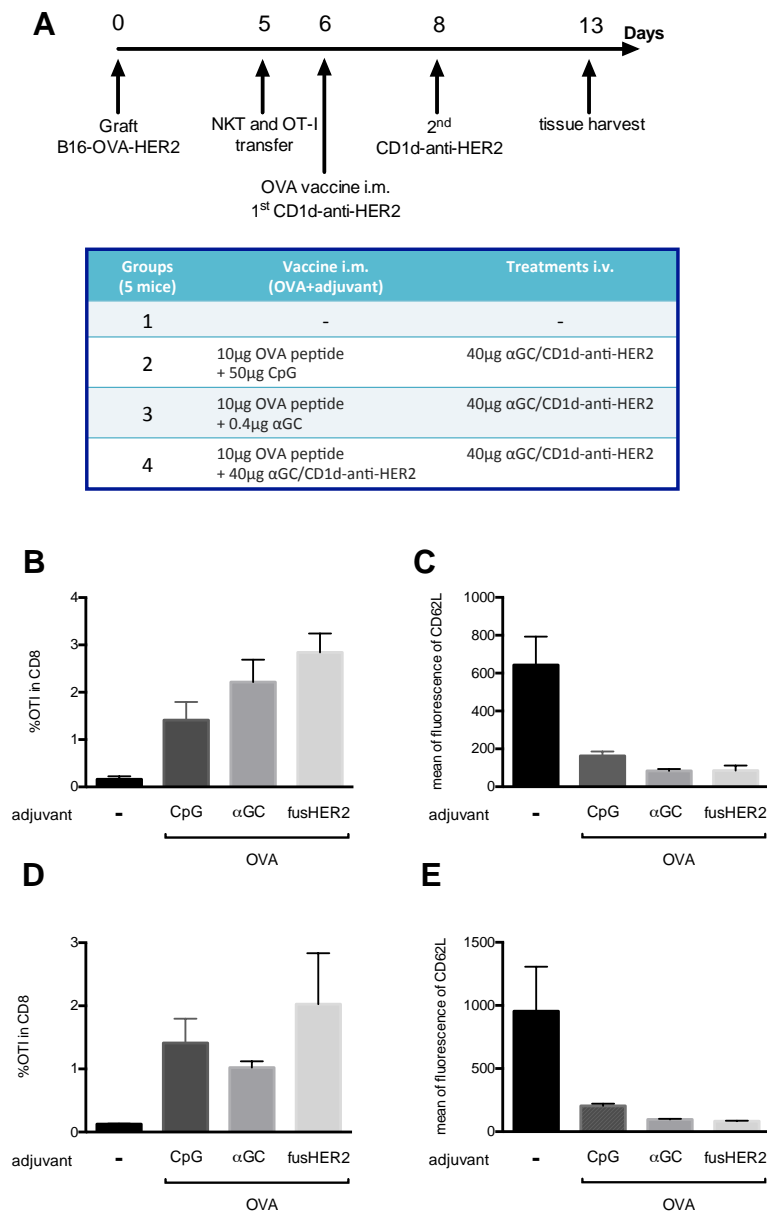 A
0 5 6 8 13 Days
Graft
B16-OVA-HER2
NKT and OT-I
transfer
OVA vaccine i.m.
1st CD1d-anti-HER2
2nd
CD1d-anti-HER2
tissue harvest
Groups
(5 mice)
Vaccine i.m.
(OVA+adjuvant)
Treatments i.v.
1 - -
2
10µg OVA peptide
+ 50µg CpG
40µg αGC/CD1d-anti-HER2
3
10µg OVA peptide
+ 0.4µg αGC
40µg αGC/CD1d-anti-HER2
4
10µg OVA peptide
+ 40µg αGC/CD1d-anti-HER2
40µg αGC/CD1d-anti-HER2
B
%OTI in CD8
4
3
2
1
0
adjuvant - CpG αGC fusHER2
OVA
C
mean of fluorescence of CD62L
1000
800
600
400
200
0
adjuvant - CpG αGC fusHER2
OVA
D
%OTI in CD8
3
2
1
0
adjuvant - CpG αGC fusHER2
OVA
E
mean of fluorescence of CD62L
1500
1000
500
0
adjuvant - CpG αGC fusHER2
OVA